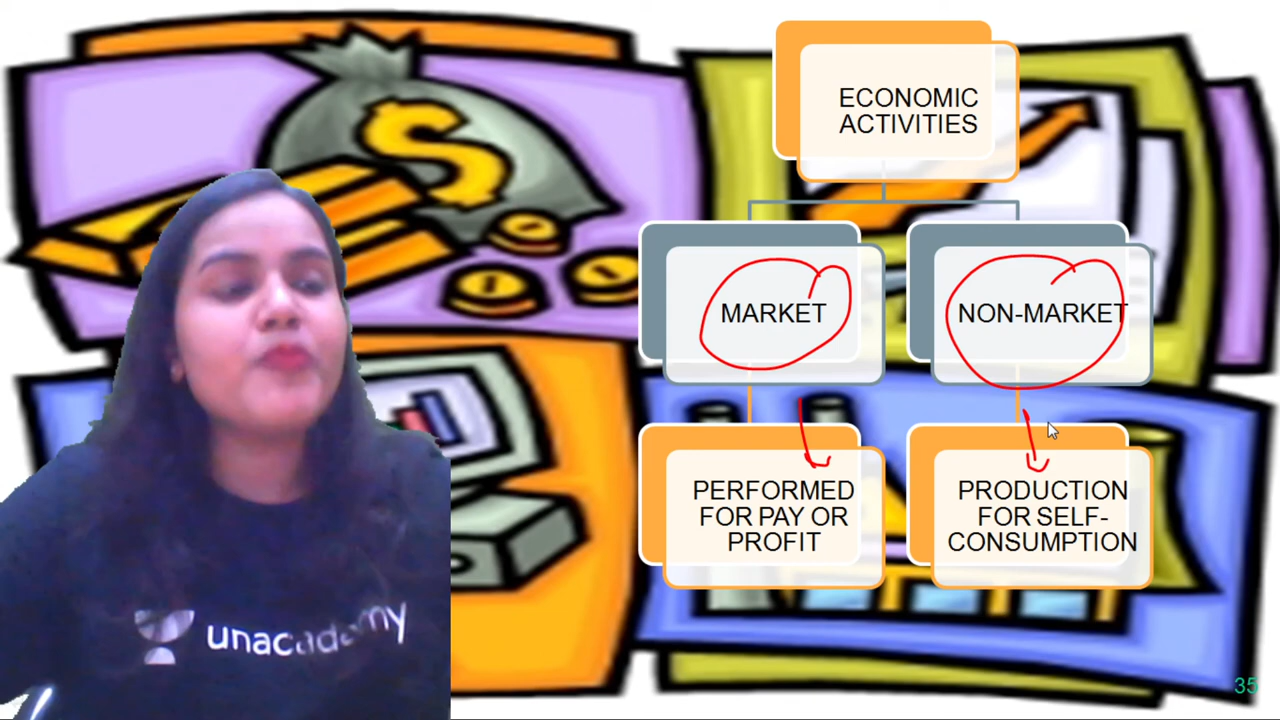 ECONOMIC
ACTIVITIES
MARKET
NON-MARKET
PERFORMED
FOR PAY OR
PROFIT
PRODUCTION
FOR SELF-
CONSUMPTION
unacademy
$
35